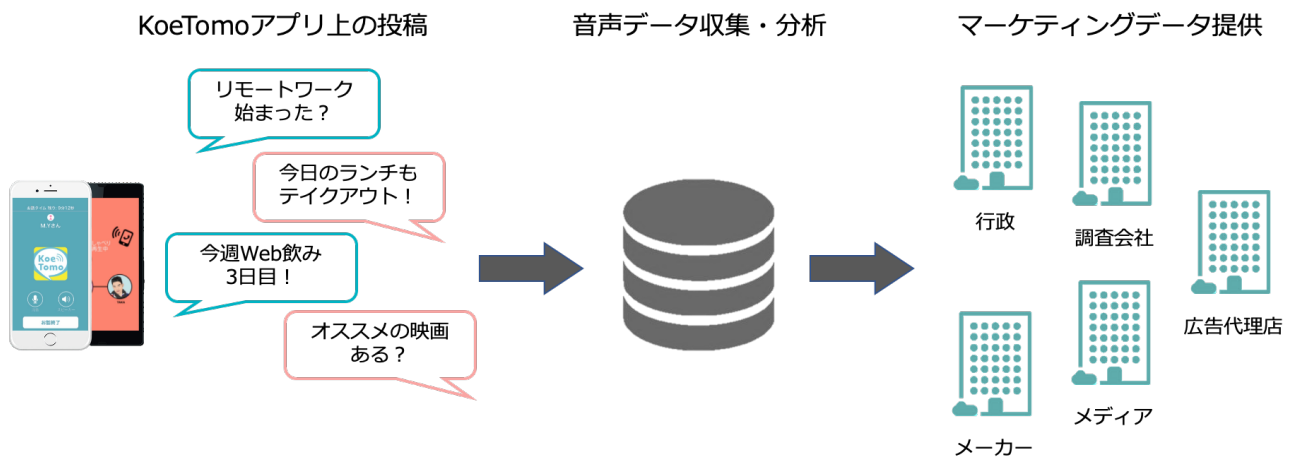 KoeTomoアプリ上の投稿
音声データ収集・分析
マーケティングデータ提供
リモートワーク
始まった？
今日のランチも
テイクアウト！
今週Web飲み
3日目！
オススメの映画
ある？
M.Yさん
Koe
Tomo
行政
調査会社
広告代理店
メーカー
メディア